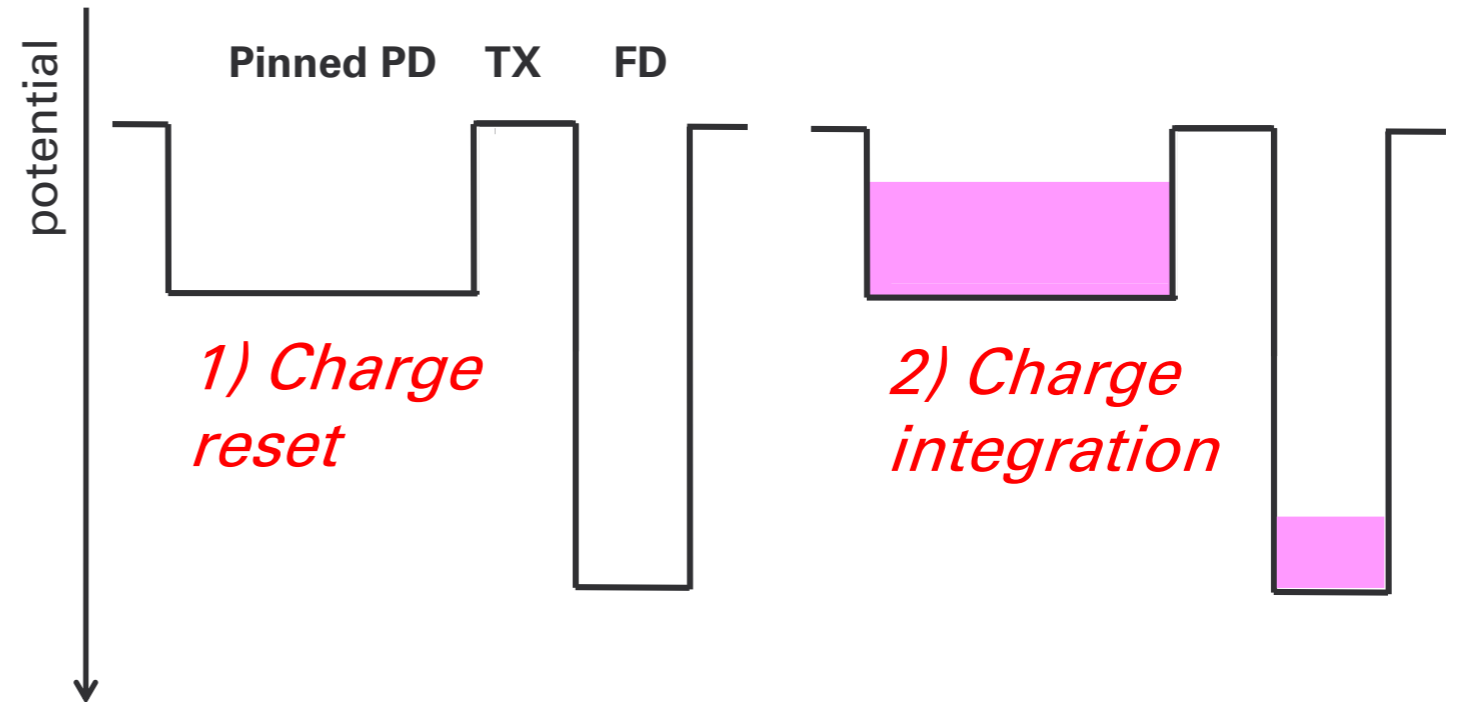 potential
Pinned PD TX FD
1) Charge
reset
2) Charge
integration